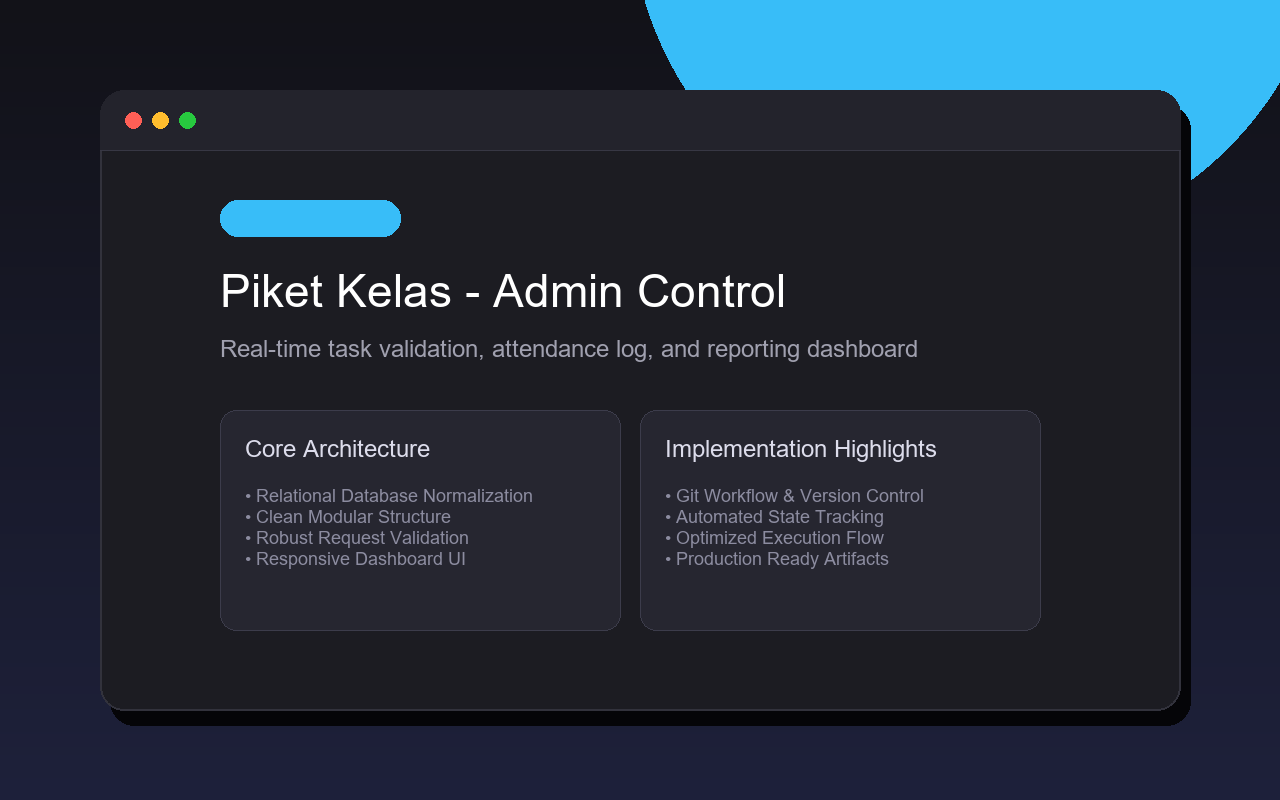 Piket Kelas - Admin Control
Real-time task validation, attendance log, and reporting dashboard
Core Architecture
• Relational Database Normalization
• Clean Modular Structure
• Robust Request Validation
• Responsive Dashboard UI
Implementation Highlights
• Git Workflow & Version Control
• Automated State Tracking
• Optimized Execution Flow
• Production Ready Artifacts